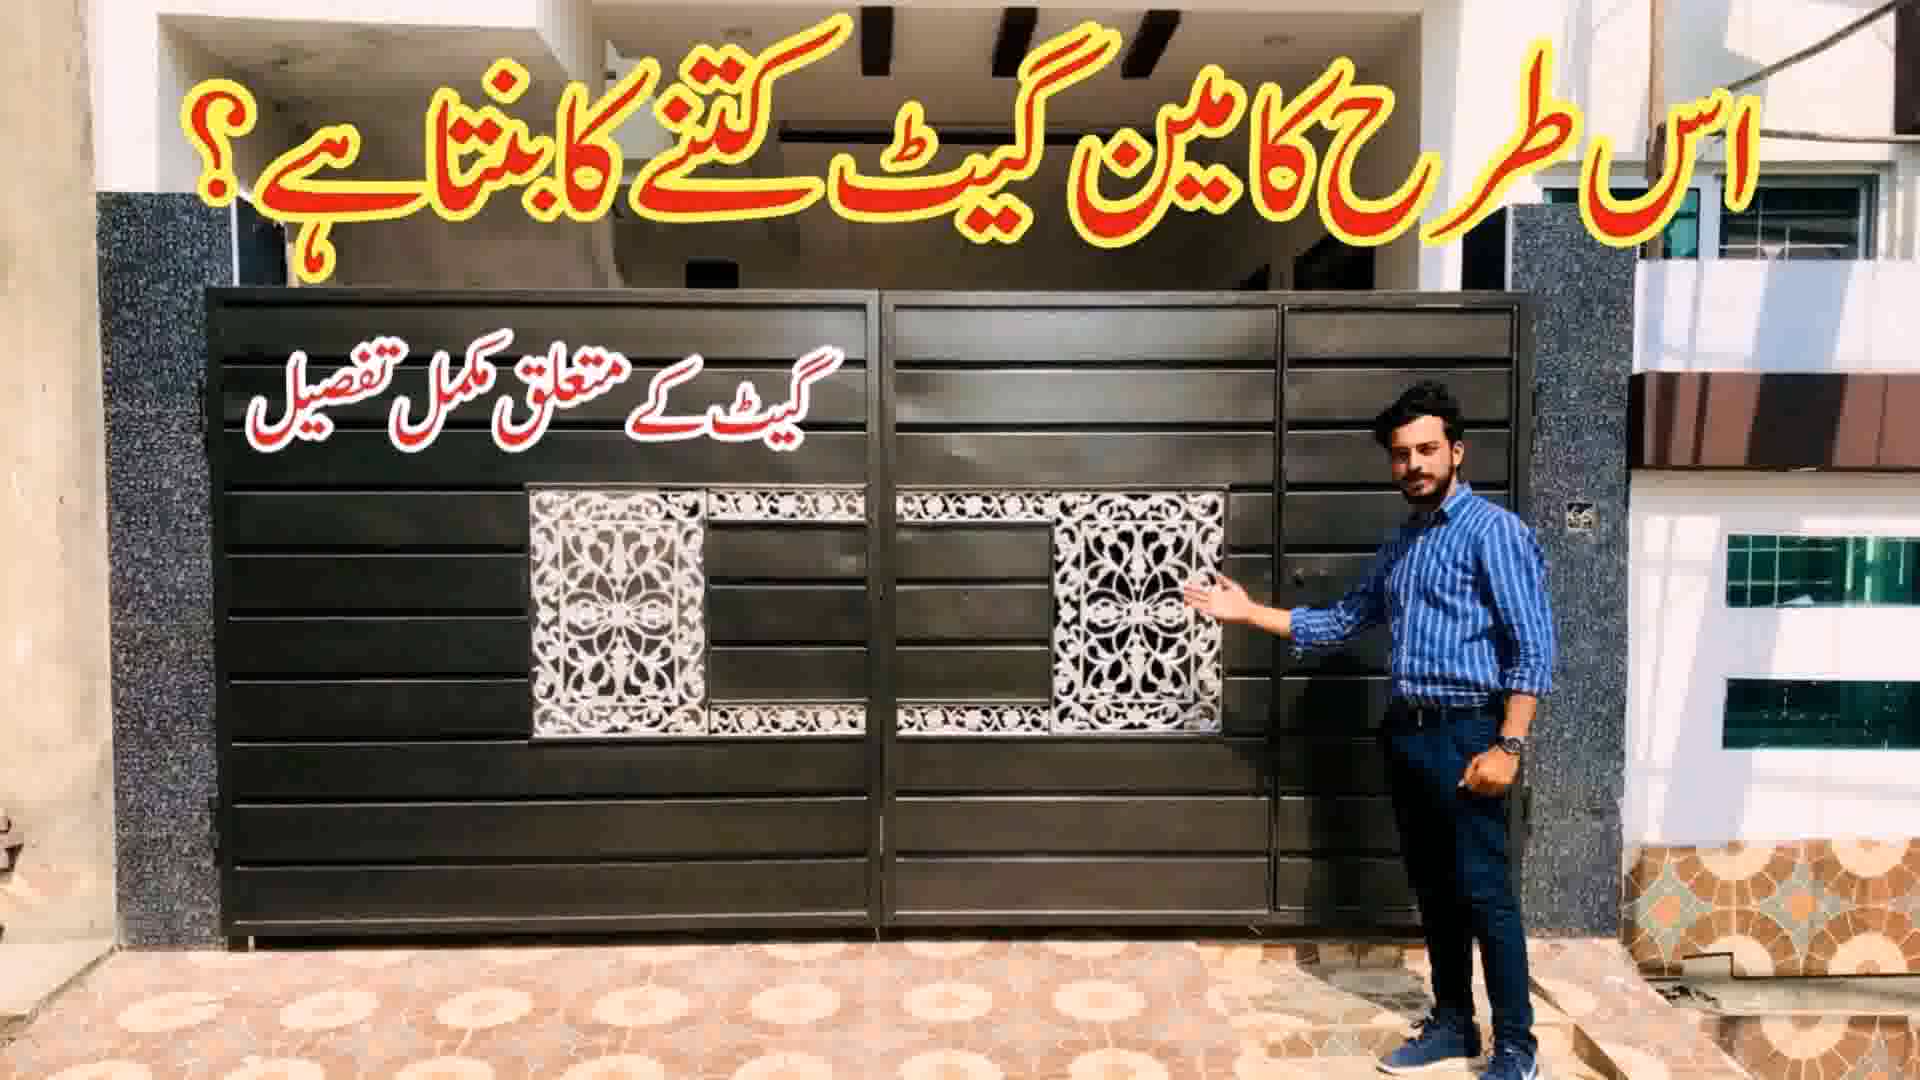 اس طرح کا مین گیٹ کتنے کا بنتا ہے؟
گیٹ کے متعلق مکمل تفصیل